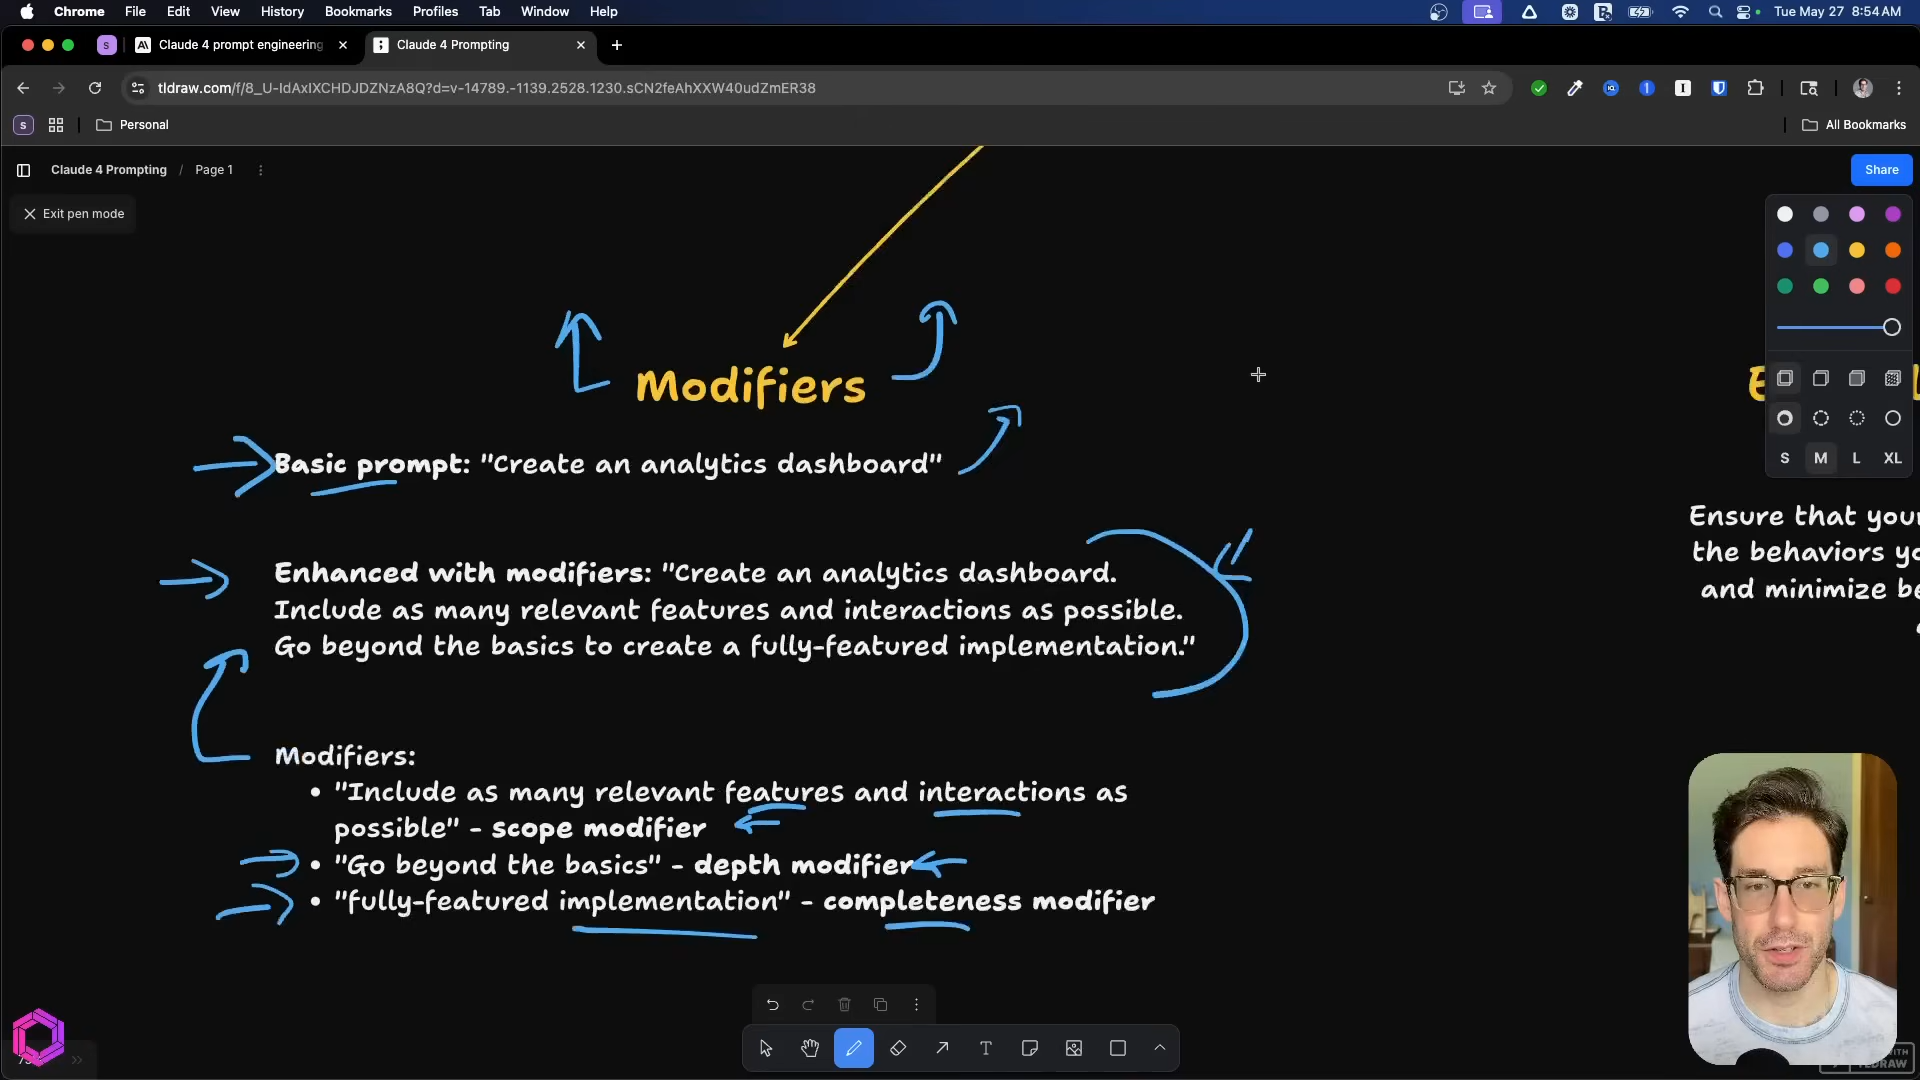 Chrome File Edit View History Bookmarks Profiles Tab Window Help
Tue May 27 8:54 AM
s Claude 4 prompt engineering
Claude 4 Prompting
tldraw.com/f/8_U-IdAxIXCHDJDZNzA8Q?d=v-14789.-1139.2528.1230.sCN2feAhXXW40udZmER38
s Personal
All Bookmarks
Claude 4 Prompting / Page 1
Share
Exit pen mode
Modifiers
Basic prompt: "Create an analytics dashboard"
S M L XL
Enhanced with modifiers: "Create an analytics dashboard.
Include as many relevant features and interactions as possible.
Go beyond the basics to create a fully-featured implementation."
Ensure that your
the behaviors yo
and minimize be
Modifiers:
• "Include as many relevant features and interactions as
possible" - scope modifier
• "Go beyond the basics" - depth modifier
• "fully-featured implementation" - completeness modifier